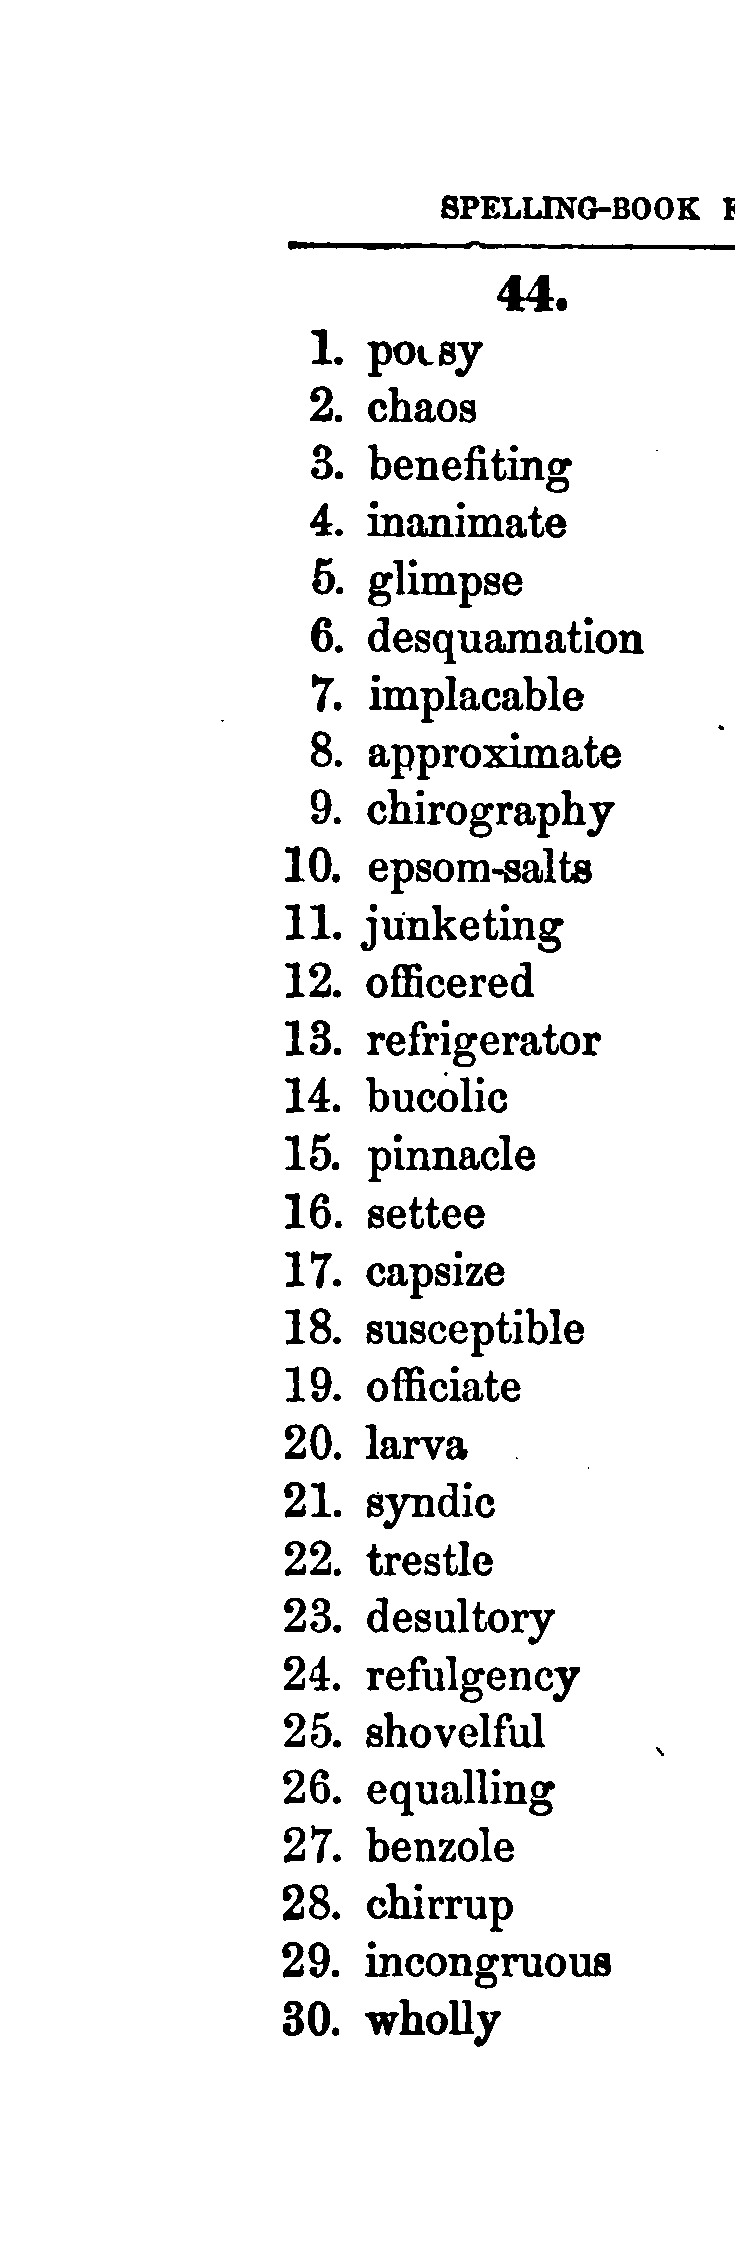 SPELLING-BOOK
44.
1.
2. chaos
3. benefiting
4. inanimate
5. glimpse
6. desquamation
7. implacable
8. approximate
9. chirography
10. epsom-salts
11. junketing
12. officered
13. refrigerator
14. bucolic
15. pinnacle
16. settee
17. capsize
18. susceptible
19. officiate
20. larva
21. syndic
22. trestle
23. desultory
24. refulgency
25. shovelful
26. equalling
27. benzole
28. chirrup
29. incongruous
30. wholly